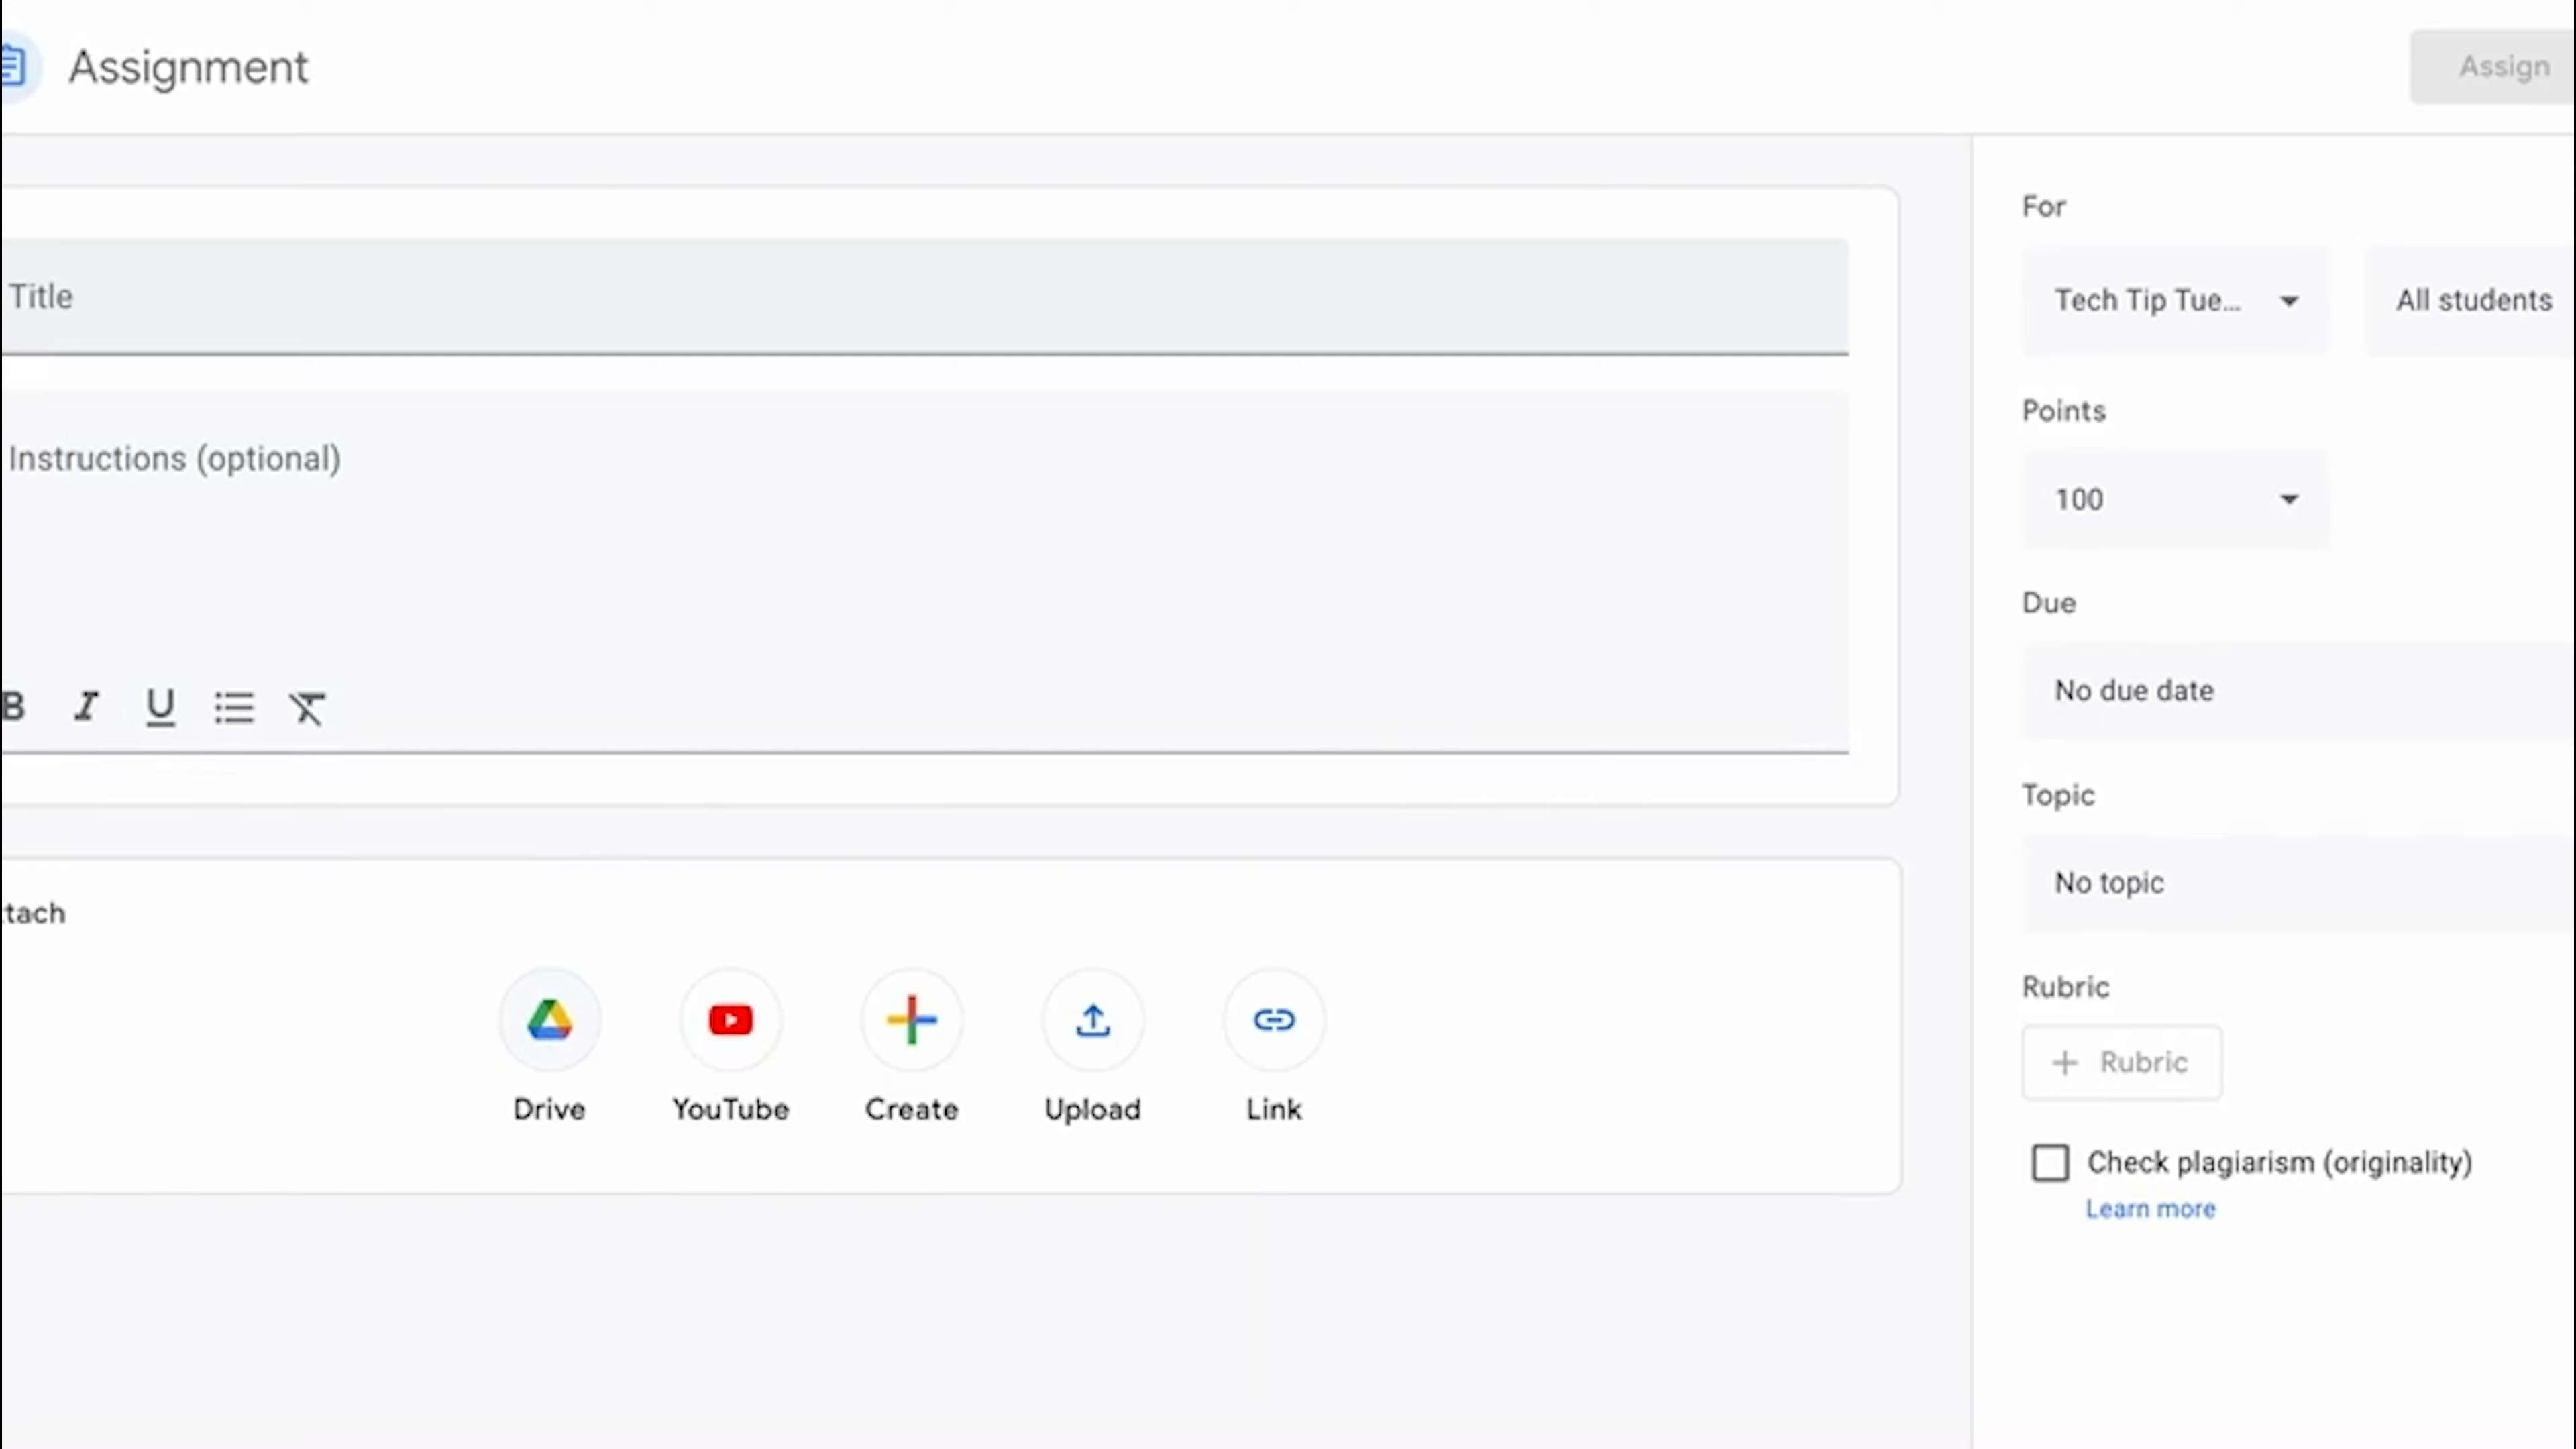 Assignment
Assign
Title
Instructions (optional)
B I U
ttach
Drive YouTube Create Upload Link
For
Tech Tip Tue... All students
Points
100
Due
No due date
Topic
No topic
Rubric
+ Rubric
Check plagiarism (originality)
Learn more